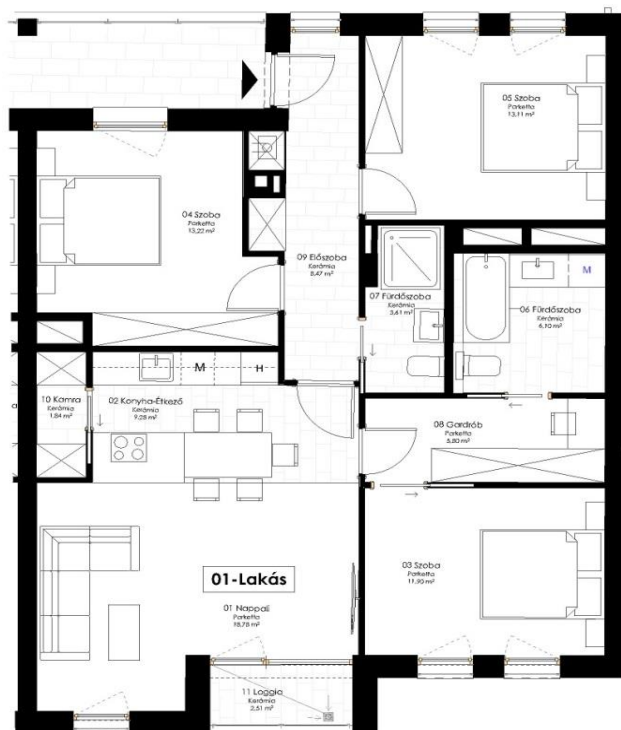 05 Szoba
Parketta
13,11 m²
04 Szoba
Parketta
13,22 m²
09 Előszoba
Kerámia
8,47 m²
07 Fürdőszoba
Kerámia
3,61 m²
M
06 Fürdőszoba
Kerámia
6,10 m²
10 Kamra
Kerámia
1,84 m²
02 Konyha-Étkező
Kerámia
9,28 m²
M
H
08 Gardrób
Parketta
5,80 m²
01-Lakás
01 Nappali
Parketta
18,78 m²
03 Szoba
Parketta
11,93 m²
11 Loggia
Kerámia
2,51 m²